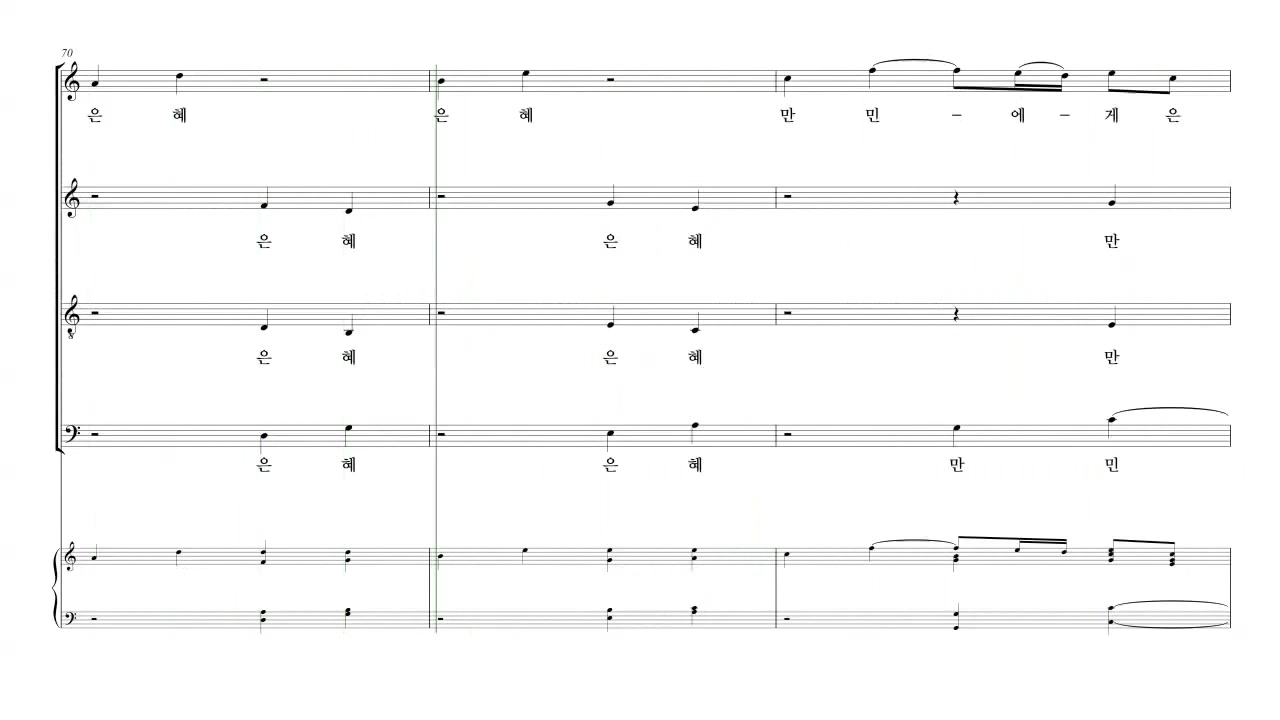 70
은 혜 은 혜 만 민 – 에 – 게 은
은 혜 은 혜 만
은 혜 은 혜 만
은 혜 은 혜 만 민